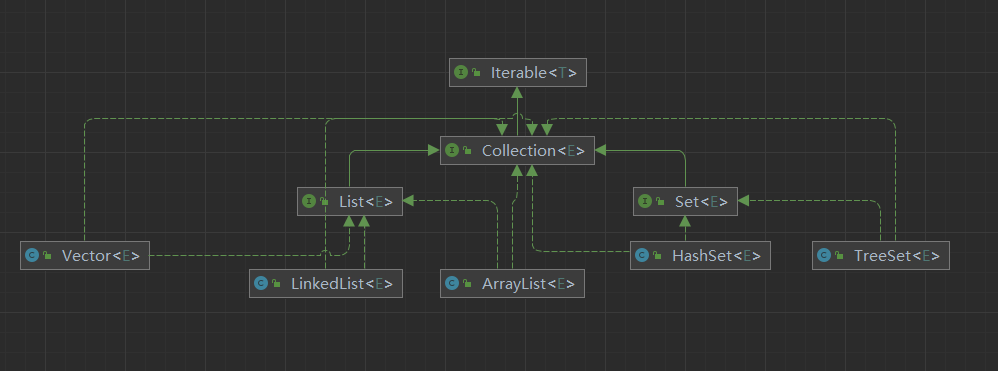 I Iterable<T>
I Collection<E>
I List<E>
I Set<E>
C Vector<E>
C HashSet<E>
C TreeSet<E>
C LinkedList<E>
C ArrayList<E>